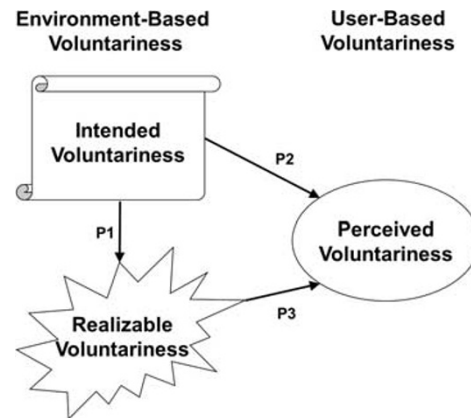 Environment-Based
Voluntariness
User-Based
Voluntariness
Intended
Voluntariness
P2
P1
Perceived
Voluntariness
Realizable
Voluntariness
P3